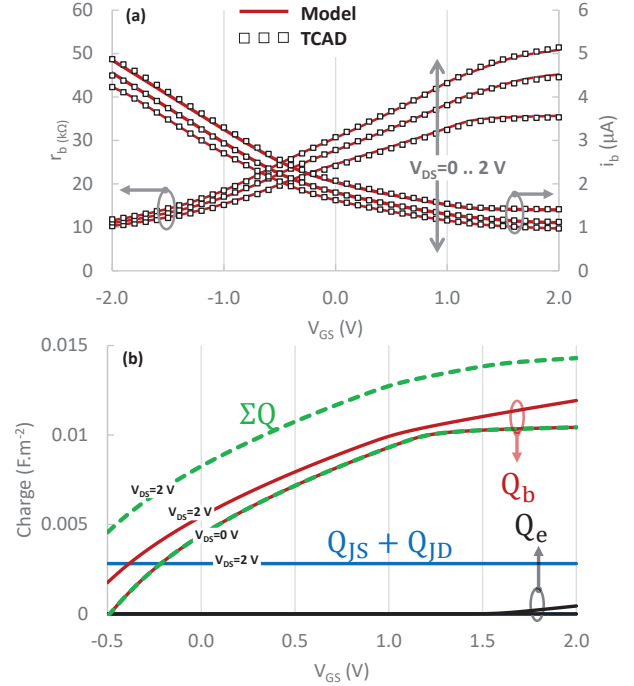 (a)
Model
TCAD
60
50
40
30
20
10
0
r_b (kΩ)
6
5
4
3
2
1
0
i_b (µA)
V_DS=0 .. 2 V
-2.0 -1.0 0.0 1.0 2.0
V_GS (V)
(b)
0.015
0.01
0.005
0
Charge (F.m⁻²)
ΣQ
V_DS=2 V
V_DS=2 V
V_DS=0 V
Q_b
Q_JS + Q_JD
V_DS=2 V
Q_e
-0.5 0.0 0.5 1.0 1.5 2.0
V_GS (V)